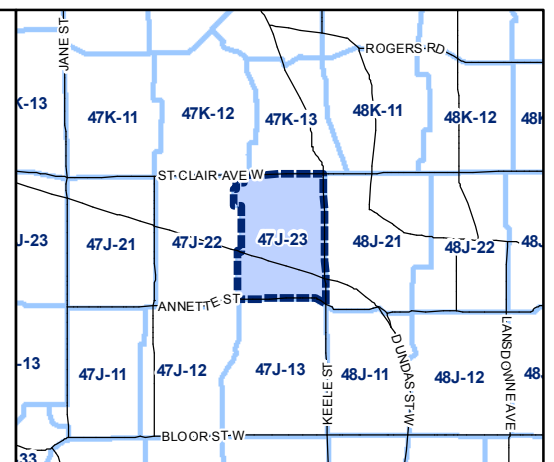 JANE ST
ROGERS RD
K-13
47K-11
47K-12
47K-13
48K-11
48K-12
48K
ST CLAIR AVE W
J-23
47J-21
47J-22
47J-23
48J-21
48J-22
48J
ANNETTE ST
-13
47J-11
47J-12
47J-13
KEELE ST
48J-11
DUNDAS ST W
48J-12
LANSDOWNE AVE
48J
BLOOR ST W
33